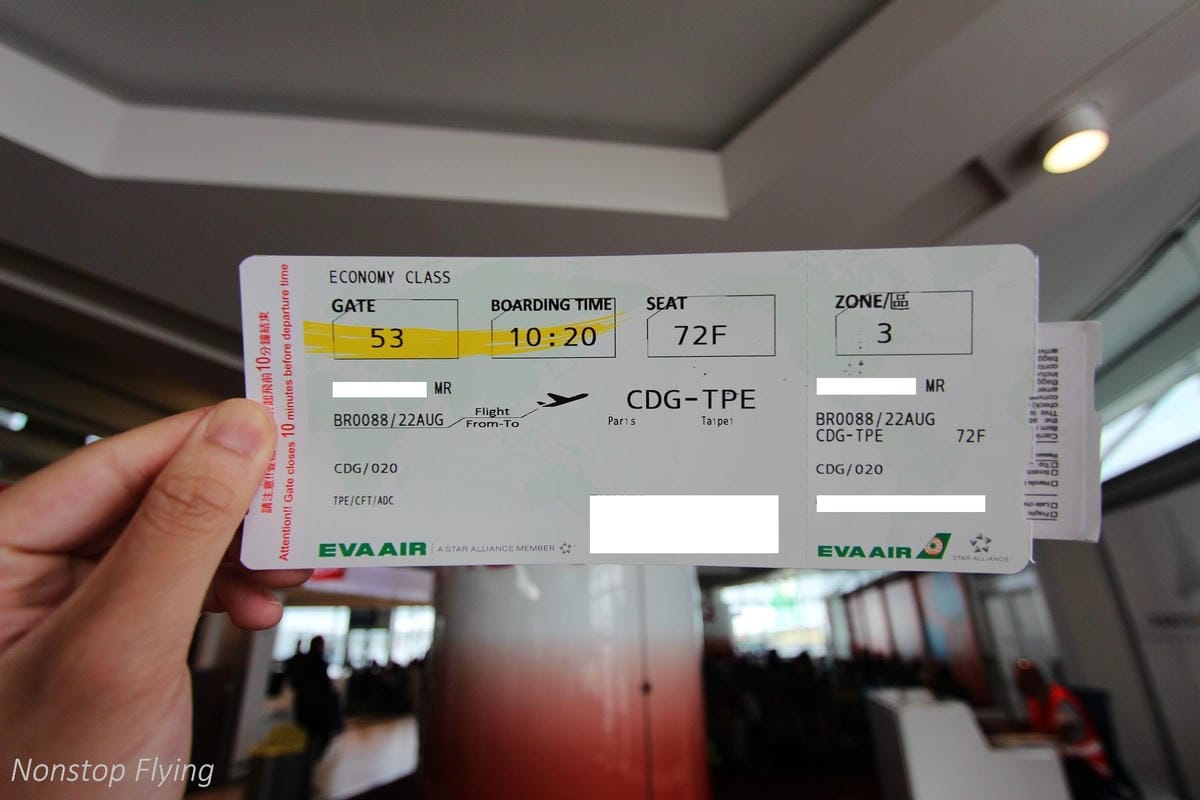 ECONOMY CLASS
GATE
53
BOARDING TIME
10:20
SEAT
72F
ZONE/區
3
MR
BR0088/22AUG
Flight
From-To
CDG-TPE
Paris Taipei
CDG/020
TPE/CFT/ADC
EVA AIR A STAR ALLIANCE MEMBER
Attention!! Gate closes 10 minutes before departure time
MR
BR0088/22AUG
CDG-TPE 72F
CDG/020
EVA AIR STAR ALLIANCE
Nonstop Flying